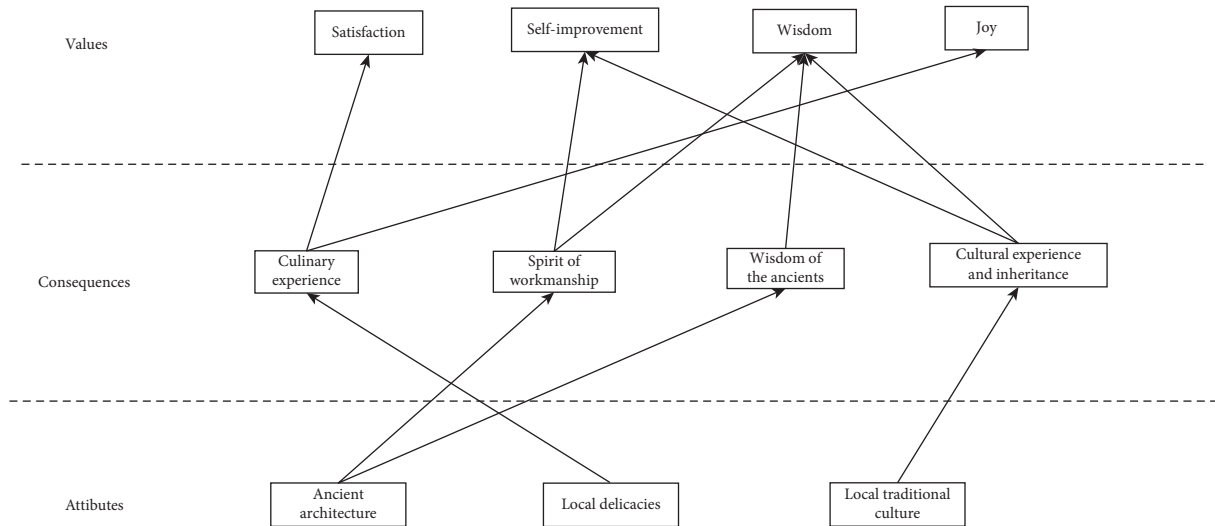 Values
Satisfaction
Self-improvement
Wisdom
Joy
Consequences
Culinary
experience
Spirit of
workmanship
Wisdom of
the ancients
Cultural experience
and inheritance
Attibutes
Ancient
architecture
Local delicacies
Local traditional
culture